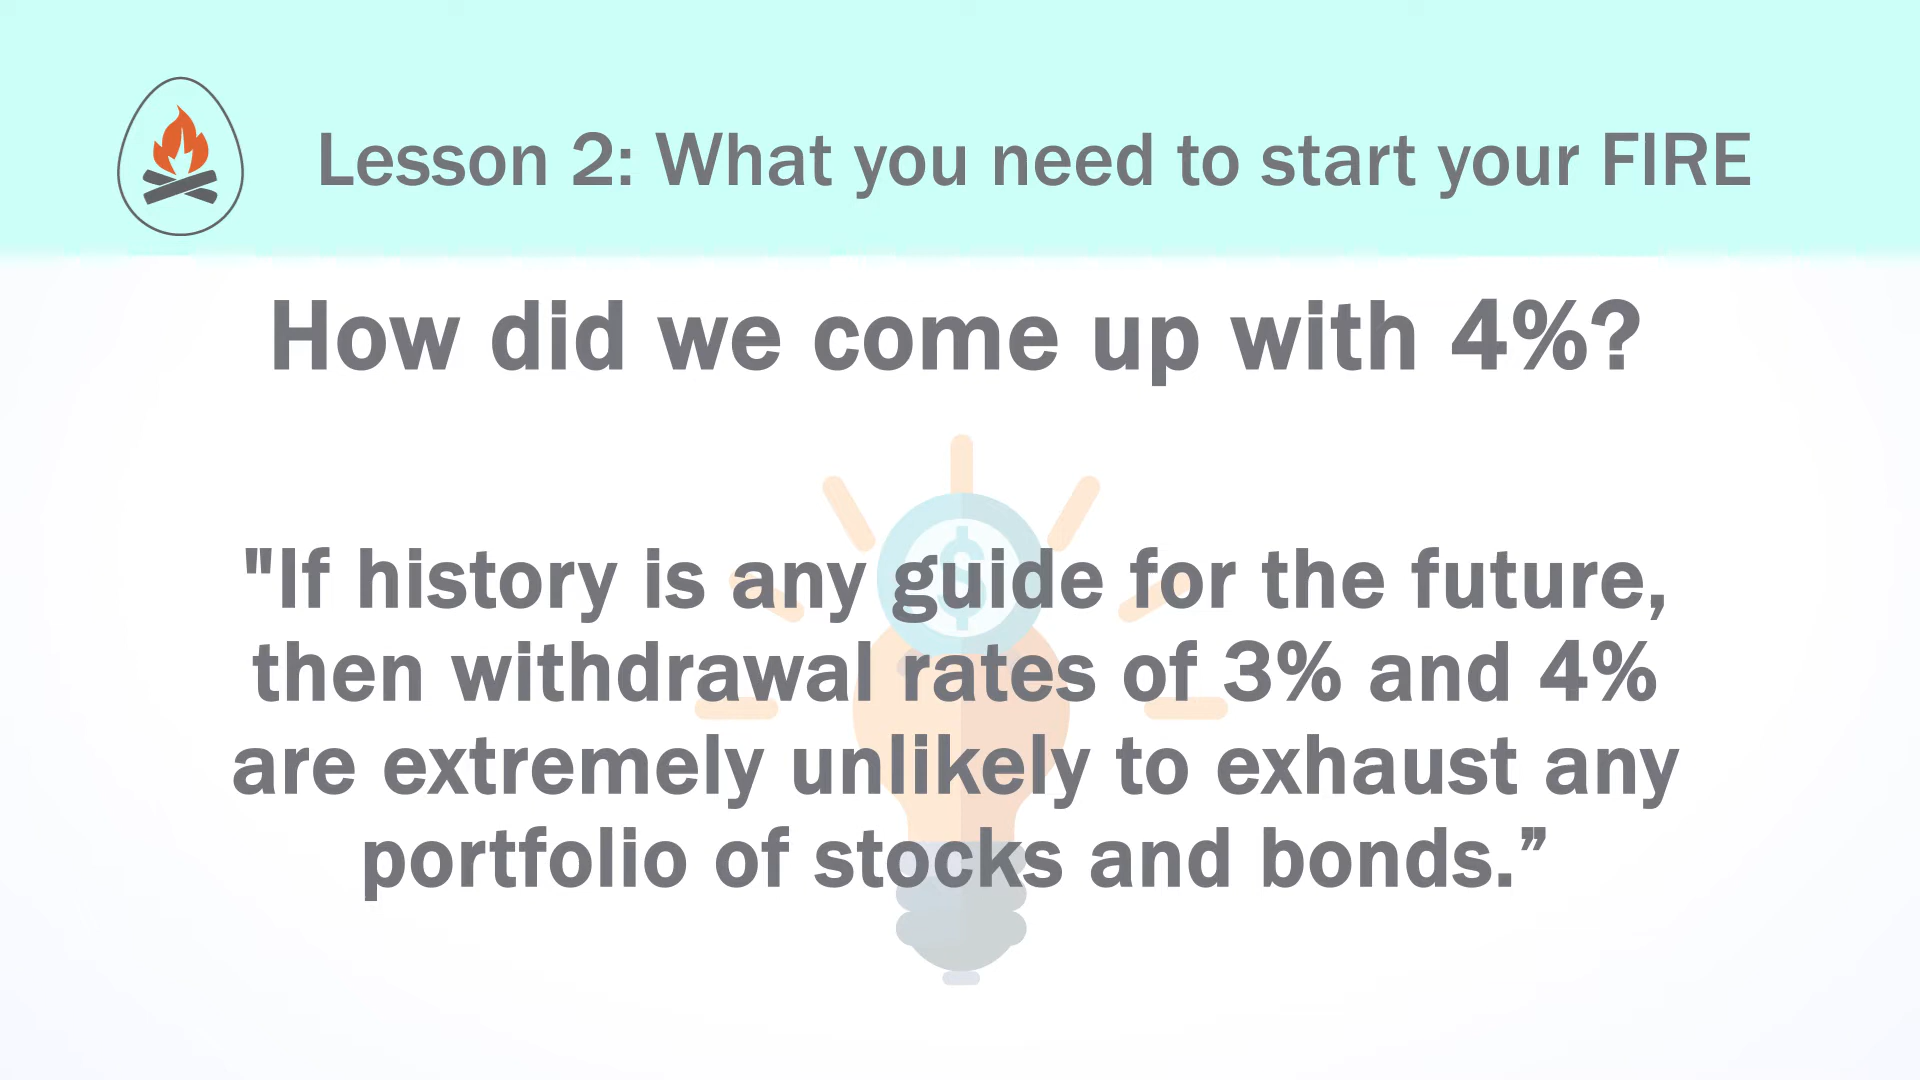 Lesson 2: What you need to start your FIRE
How did we come up with 4%?
"If history is any guide for the future,
then withdrawal rates of 3% and 4%
are extremely unlikely to exhaust any
portfolio of stocks and bonds.”
$